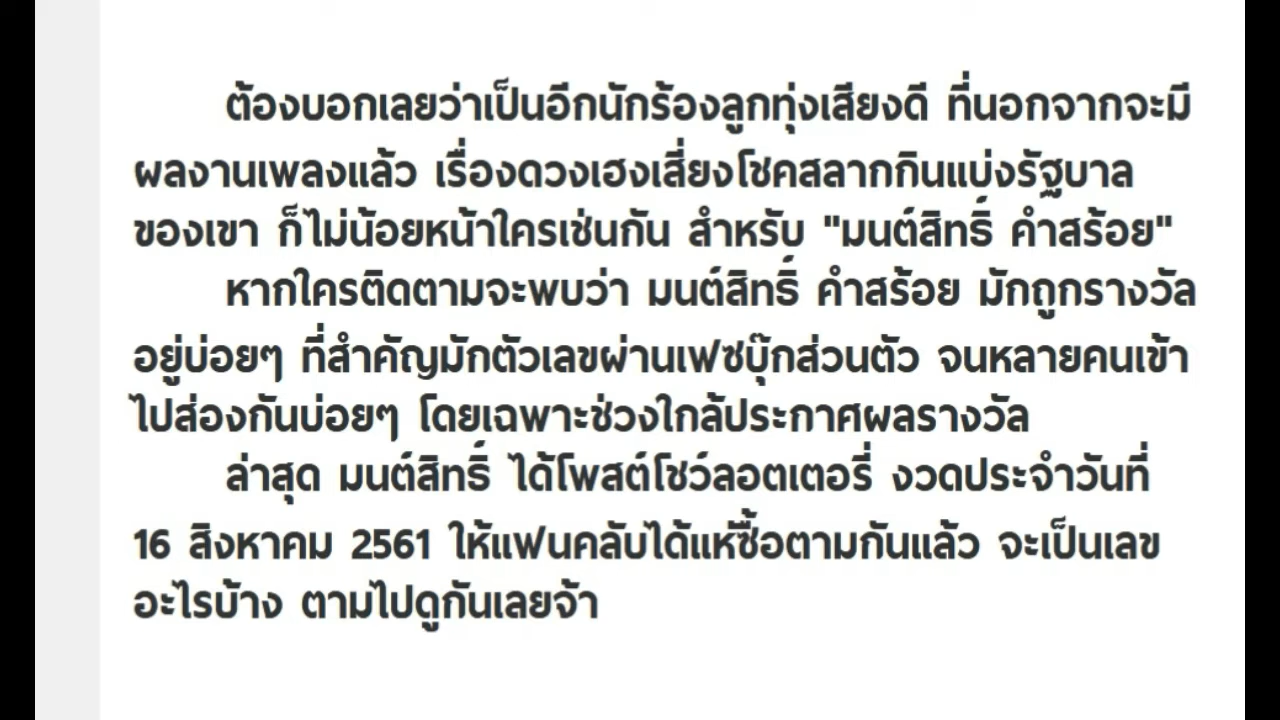 ต้องบอกเลยว่าเป็นอีกนักร้องลูกทุ่งเสียงดี ที่นอกจากจะมี
ผลงานเพลงแล้ว เรื่องดวงเฮงเสี่ยงโชคสลากกินแบ่งรัฐบาล
ของเขา ก็ไม่น้อยหน้าใครเช่นกัน สำหรับ "มนต์สิทธิ์ คำสร้อย"
หากใครติดตามจะพบว่า มนต์สิทธิ์ คำสร้อย มักถูกรางวัล
อยู่บ่อยๆ ที่สำคัญมักตัวเลขผ่านเฟซบุ๊กส่วนตัว จนหลายคนเข้า
ไปส่องกันบ่อยๆ โดยเฉพาะช่วงใกล้ประกาศผลรางวัล
ล่าสุด มนต์สิทธิ์ ได้โพสต์โชว์ลอตเตอรี่ งวดประจำวันที่
16 สิงหาคม 2561 ให้แฟนคลับได้แห่ซื้อตามกันแล้ว จะเป็นเลข
อะไรบ้าง ตามไปดูกันเลยจ้า